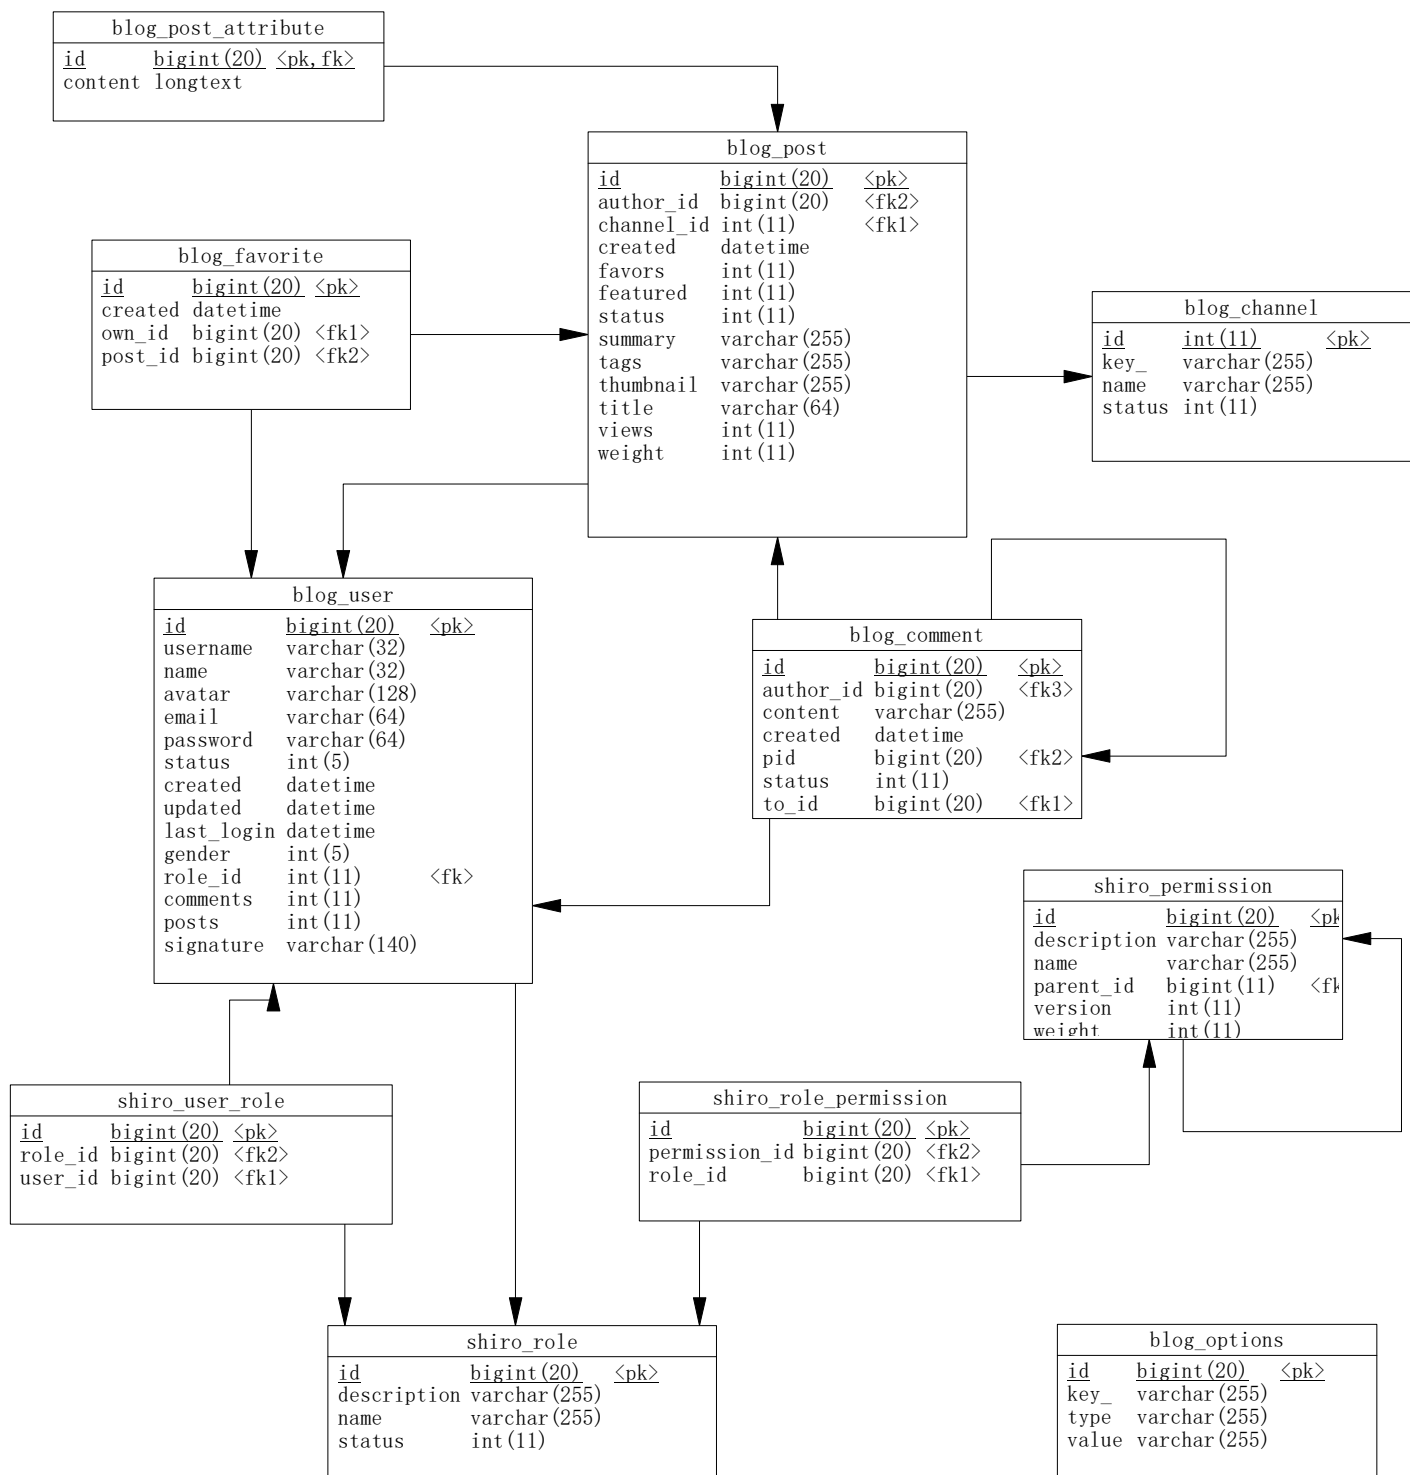 blog_post_attribute
id bigint(20) <pk,fk>
content longtext
blog_post
id bigint(20) <pk>
author_id bigint(20) <fk2>
channel_id int(11) <fk1>
created datetime
favors int(11)
featured int(11)
status int(11)
summary varchar(255)
tags varchar(255)
thumbnail varchar(255)
title varchar(64)
views int(11)
weight int(11)
blog_favorite
id bigint(20) <pk>
created datetime
own_id bigint(20) <fk1>
post_id bigint(20) <fk2>
blog_channel
id int(11) <pk>
key_ varchar(255)
name varchar(255)
status int(11)
blog_user
id bigint(20) <pk>
username varchar(32)
name varchar(32)
avatar varchar(128)
email varchar(64)
password varchar(64)
status int(5)
created datetime
updated datetime
last_login datetime
gender int(5)
role_id int(11) <fk>
comments int(11)
posts int(11)
signature varchar(140)
blog_comment
id bigint(20) <pk>
author_id bigint(20) <fk3>
content varchar(255)
created datetime
pid bigint(20) <fk2>
status int(11)
to_id bigint(20) <fk1>
shiro_permission
id bigint(20) <pk
description varchar(255)
name varchar(255)
parent_id bigint(11) <fk
version int(11)
weight int(11)
shiro_user_role
id bigint(20) <pk>
role_id bigint(20) <fk2>
user_id bigint(20) <fk1>
shiro_role_permission
id bigint(20) <pk>
permission_id bigint(20) <fk2>
role_id bigint(20) <fk1>
shiro_role
id bigint(20) <pk>
description varchar(255)
name varchar(255)
status int(11)
blog_options
id bigint(20) <pk>
key_ varchar(255)
type varchar(255)
value varchar(255)